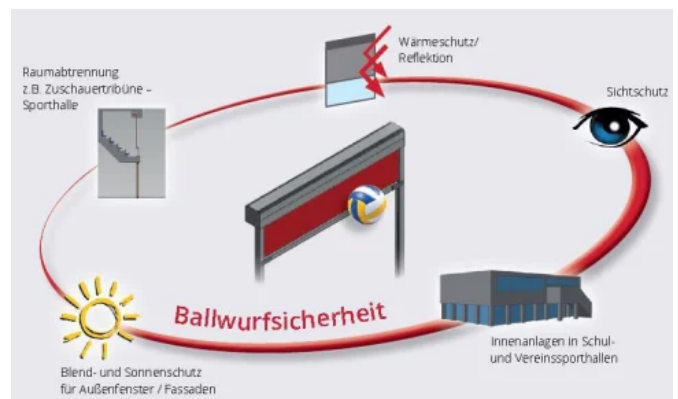 Wärmeschutz/
Reflektion
Raumabtrennung
z.B. Zuschauertribüne –
Sporthalle
Sichtschutz
Ballwurfsicherheit
Innenanlagen in Schul-
und Vereinssporthallen
Blend- und Sonnenschutz
für Außenfenster / Fassaden